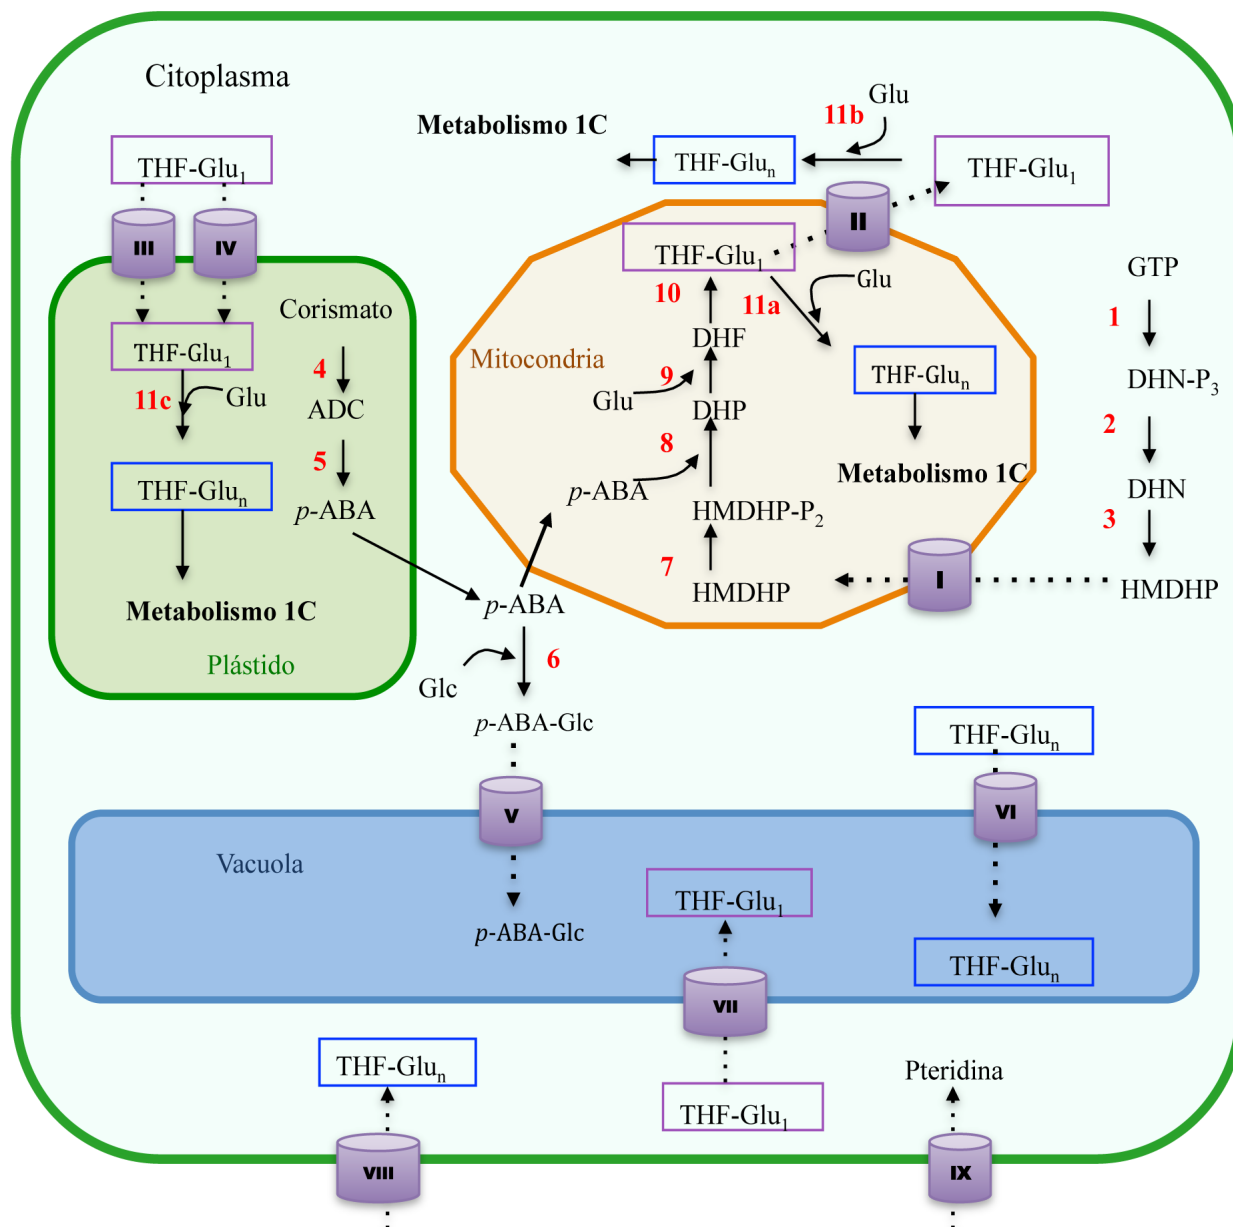 Citoplasma
Metabolismo 1C
11b
Glu
THF-Glun
THF-Glu1
THF-Glu1
III
IV
II
THF-Glu1
Glu
10
11a
GTP
1
Corismato
THF-Glu1
4
11c
Glu
ADC
Mitocondria
DHF
9
Glu
DHP
THF-Glun
DHN-P3
2
5
8
THF-Glun
p-ABA
p-ABA
HMDHP-P2
Metabolismo 1C
DHN
3
7
HMDHP
I
HMDHP
Metabolismo 1C
p-ABA
Plástido
6
Glc
p-ABA-Glc
THF-Glun
V
VI
Vacuola
THF-Glu1
p-ABA-Glc
THF-Glun
VII
THF-Glun
Pteridina
THF-Glu1
VIII
IX